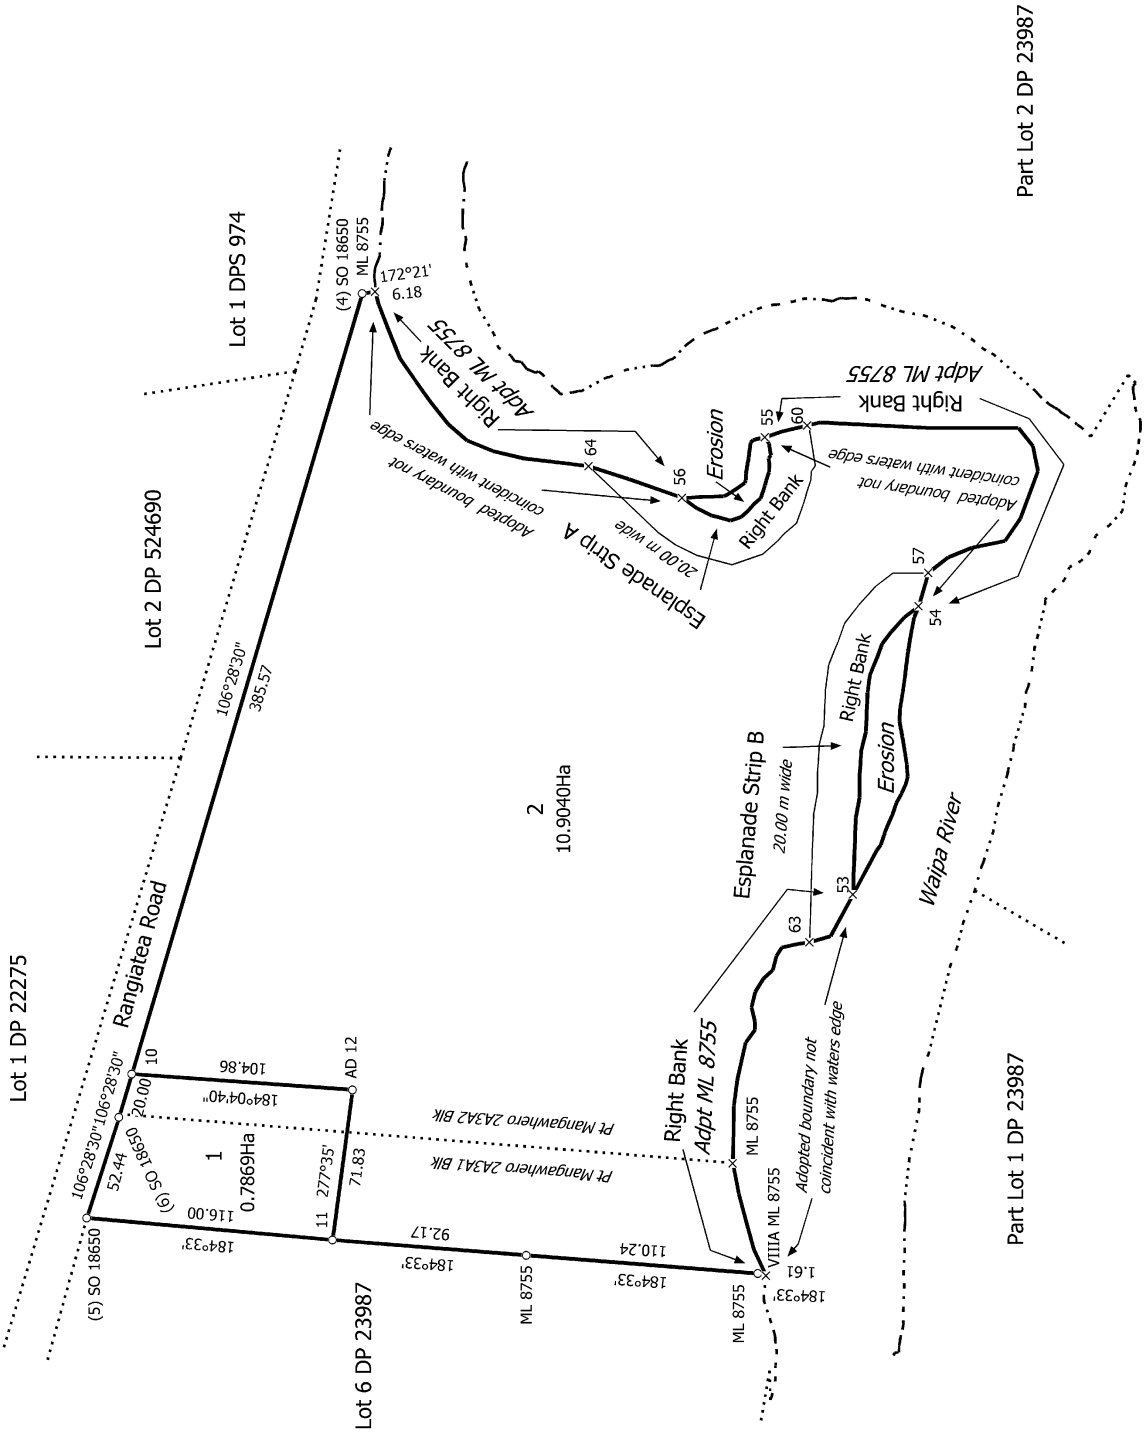 Lot 1 DP 22275
Lot 2 DP 524690
Lot 1 DPS 974
Part Lot 2 DP 23987
Rangiatea Road
(5) SO 18650
106°28'30"
52.44
(6) SO 18650
106°28'30"
20.00
10
106°28'30"
385.57
(4) SO 18650
ML 8755
172°21'
6.18
1
0.7869Ha
116.00
184°33'
104.86
184°04'40"
AD 12
11
277°35'
71.83
92.17
184°33'
ML 8755
110.24
184°33'
Lot 6 DP 23987
Pt Mangawhero 2A3A2 Blk
Pt Mangawhero 2A3A1 Blk
2
10.9040Ha
Right Bank
Adpt ML 8755
Adopted boundary not
coincident with waters edge
64
56
Erosion
55
60
Right Bank
20.00 m wide
Esplanade Strip A
Right Bank
Adpt ML 8755
Adopted boundary not
coincident with waters edge
57
54
Right Bank
Erosion
Esplanade Strip B
20.00 m wide
53
63
Waipa River
Right Bank
Adpt ML 8755
ML 8755
VIIIA ML 8755
ML 8755
1.61
184°33'
Adopted boundary not
coincident with waters edge
Part Lot 1 DP 23987